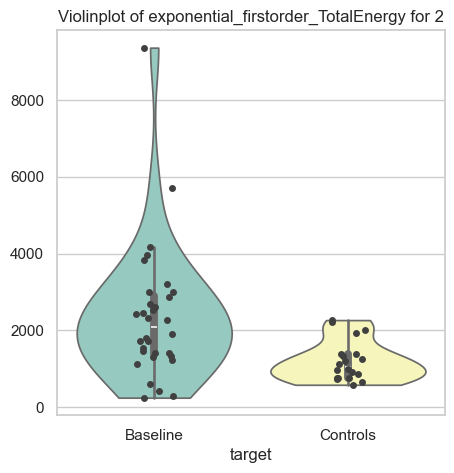 Violinplot of exponential_firstorder_TotalEnergy for 2
8000
6000
4000
2000
0
Baseline
Controls
target